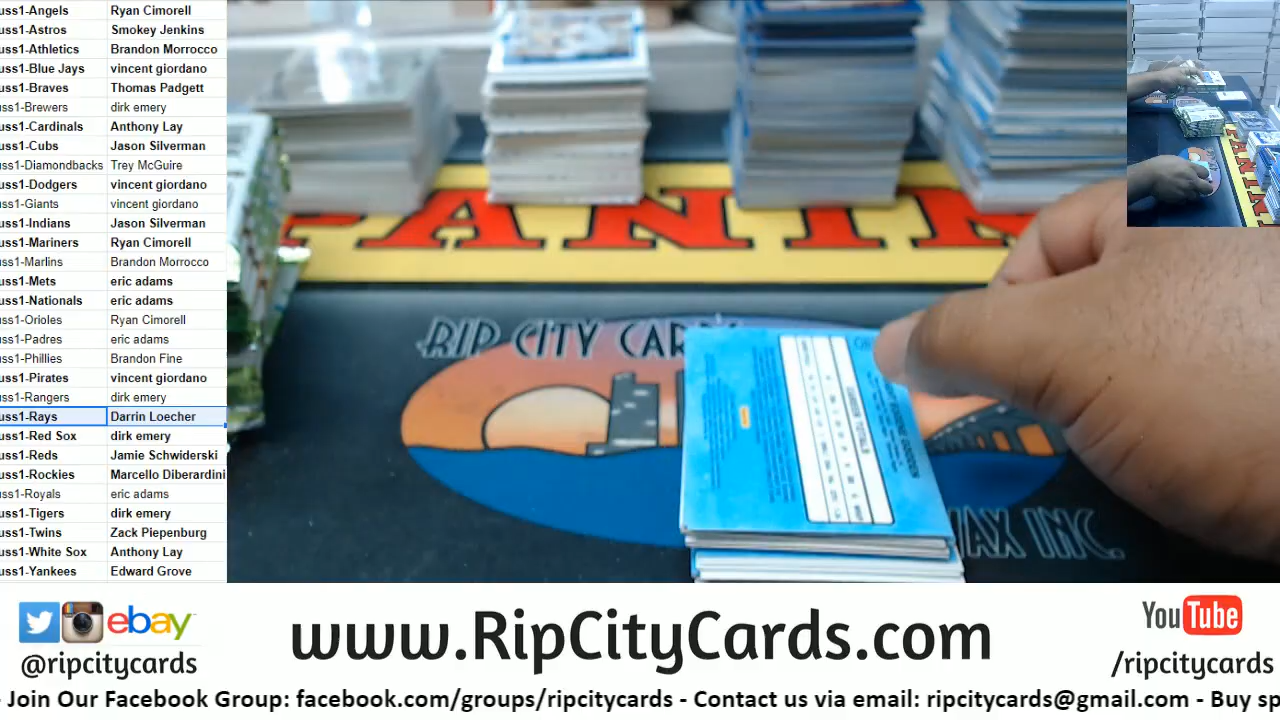 uss1-Angels Ryan Cimorell
uss1-Astros Smokey Jenkins
uss1-Athletics Brandon Morrocco
uss1-Blue Jays vincent giordano
uss1-Braves Thomas Padgett
uss1-Brewers dirk emery
uss1-Cardinals Anthony Lay
uss1-Cubs Jason Silverman
uss1-Diamondbacks Trey McGuire
uss1-Dodgers vincent giordano
uss1-Giants vincent giordano
uss1-Indians Jason Silverman
uss1-Mariners Ryan Cimorell
uss1-Marlins Brandon Morrocco
uss1-Mets eric adams
uss1-Nationals eric adams
uss1-Orioles Ryan Cimorell
uss1-Padres eric adams
uss1-Phillies Brandon Fine
uss1-Pirates vincent giordano
uss1-Rangers dirk emery
uss1-Rays Darrin Loecher
uss1-Red Sox dirk emery
uss1-Reds Jamie Schwiderski
uss1-Rockies Marcello Diberardini
uss1-Royals eric adams
uss1-Tigers dirk emery
uss1-Twins Zack Piepenburg
uss1-White Sox Anthony Lay
uss1-Yankees Edward Grove
PANINI
RIP CITY CARDS
MAX INC.
CAREER TOTALS
ebay
@ripcitycards
www.RipCityCards.com
YouTube
/ripcitycards
- Join Our Facebook Group: facebook.com/groups/ripcitycards - Contact us via email: ripcitycards@gmail.com - Buy sp